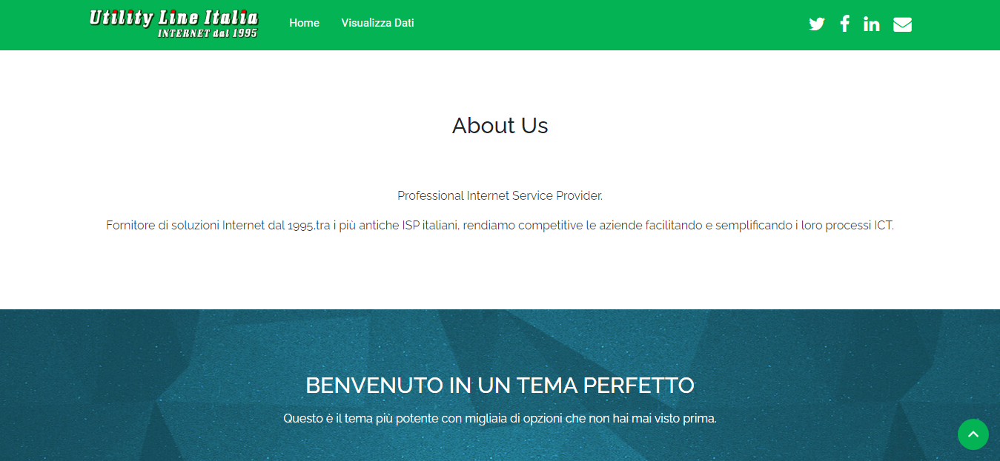 Utility Line Italia
INTERNET dal 1995
Home
Visualizza Dati
About Us
Professional Internet Service Provider.
Fornitore di soluzioni Internet dal 1995,tra i più antiche ISP italiani, rendiamo competitive le aziende facilitando e semplificando i loro processi ICT.
BENVENUTO IN UN TEMA PERFETTO
Questo è il tema più potente con migliaia di opzioni che non hai mai visto prima.